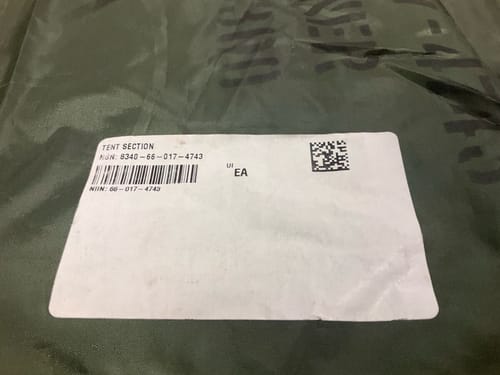 TENT SECTION
NSN: 8340-66-017-4743
UI
EA
NIIN: 66-017-4743